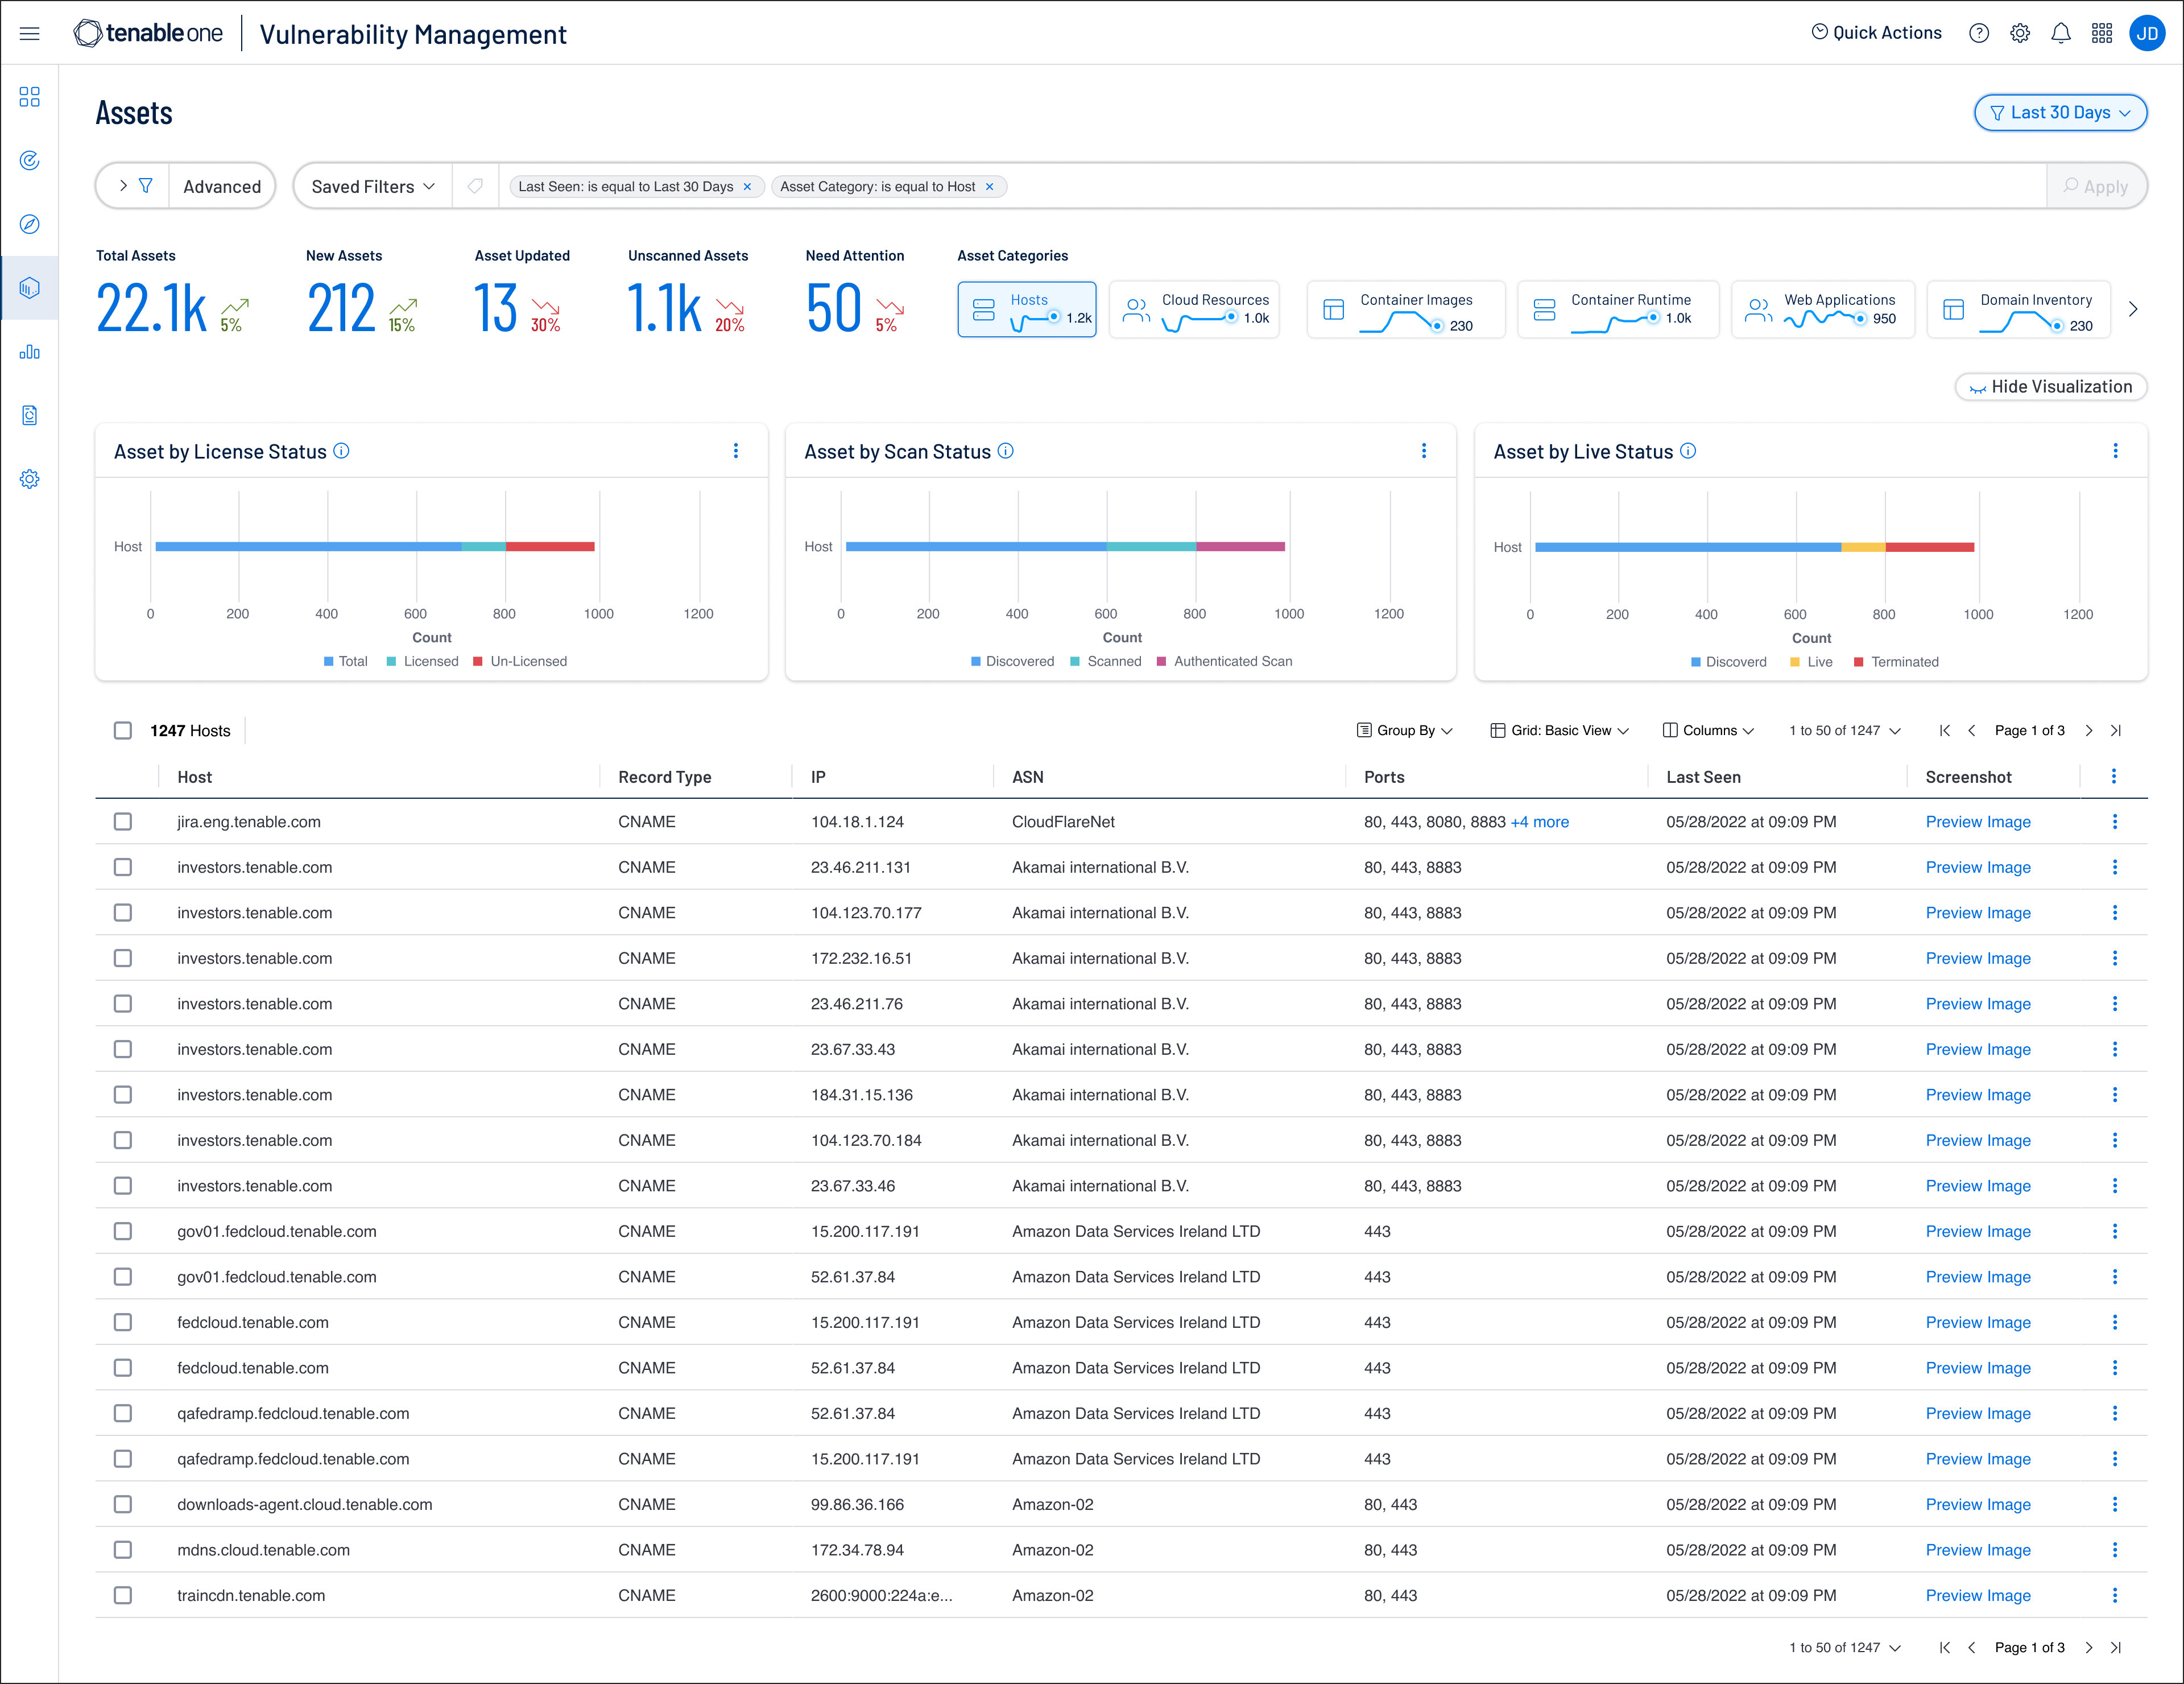 tenable one Vulnerability Management Quick Actions JD
Assets Last 30 Days
Advanced Saved Filters Last Seen: is equal to Last 30 Days Asset Category: is equal to Host Apply
Total Assets New Assets Asset Updated Unscanned Assets Need Attention Asset Categories
22.1k 5% 212 15% 13 30% 1.1k 20% 50 5%
Hosts 1.2k Cloud Resources 1.0k Container Images 230 Container Runtime 1.0k Web Applications 950 Domain Inventory 230
Hide Visualization
Asset by License Status
Host
0 200 400 600 800 1000 1200
Count
Total Licensed Un-Licensed
Asset by Scan Status
Host
0 200 400 600 800 1000 1200
Count
Discovered Scanned Authenticated Scan
Asset by Live Status
Host
0 200 400 600 800 1000 1200
Count
Discoverd Live Terminated
1247 Hosts Group By Grid: Basic View Columns 1 to 50 of 1247 Page 1 of 3
Host Record Type IP ASN Ports Last Seen Screenshot
jira.eng.tenable.com CNAME 104.18.1.124 CloudFlareNet 80, 443, 8080, 8883 +4 more 05/28/2022 at 09:09 PM Preview Image
investors.tenable.com CNAME 23.46.211.131 Akamai international B.V. 80, 443, 8883 05/28/2022 at 09:09 PM Preview Image
investors.tenable.com CNAME 104.123.70.177 Akamai international B.V. 80, 443, 8883 05/28/2022 at 09:09 PM Preview Image
investors.tenable.com CNAME 172.232.16.51 Akamai international B.V. 80, 443, 8883 05/28/2022 at 09:09 PM Preview Image
investors.tenable.com CNAME 23.46.211.76 Akamai international B.V. 80, 443, 8883 05/28/2022 at 09:09 PM Preview Image
investors.tenable.com CNAME 23.67.33.43 Akamai international B.V. 80, 443, 8883 05/28/2022 at 09:09 PM Preview Image
investors.tenable.com CNAME 184.31.15.136 Akamai international B.V. 80, 443, 8883 05/28/2022 at 09:09 PM Preview Image
investors.tenable.com CNAME 104.123.70.184 Akamai international B.V. 80, 443, 8883 05/28/2022 at 09:09 PM Preview Image
investors.tenable.com CNAME 23.67.33.46 Akamai international B.V. 80, 443, 8883 05/28/2022 at 09:09 PM Preview Image
gov01.fedcloud.tenable.com CNAME 15.200.117.191 Amazon Data Services Ireland LTD 443 05/28/2022 at 09:09 PM Preview Image
gov01.fedcloud.tenable.com CNAME 52.61.37.84 Amazon Data Services Ireland LTD 443 05/28/2022 at 09:09 PM Preview Image
fedcloud.tenable.com CNAME 15.200.117.191 Amazon Data Services Ireland LTD 443 05/28/2022 at 09:09 PM Preview Image
fedcloud.tenable.com CNAME 52.61.37.84 Amazon Data Services Ireland LTD 443 05/28/2022 at 09:09 PM Preview Image
qafedramp.fedcloud.tenable.com CNAME 52.61.37.84 Amazon Data Services Ireland LTD 443 05/28/2022 at 09:09 PM Preview Image
qafedramp.fedcloud.tenable.com CNAME 15.200.117.191 Amazon Data Services Ireland LTD 443 05/28/2022 at 09:09 PM Preview Image
downloads-agent.cloud.tenable.com CNAME 99.86.36.166 Amazon-02 80, 443 05/28/2022 at 09:09 PM Preview Image
mdns.cloud.tenable.com CNAME 172.34.78.94 Amazon-02 80, 443 05/28/2022 at 09:09 PM Preview Image
traincdn.tenable.com CNAME 2600:9000:224a:e... Amazon-02 80, 443 05/28/2022 at 09:09 PM Preview Image
1 to 50 of 1247 Page 1 of 3